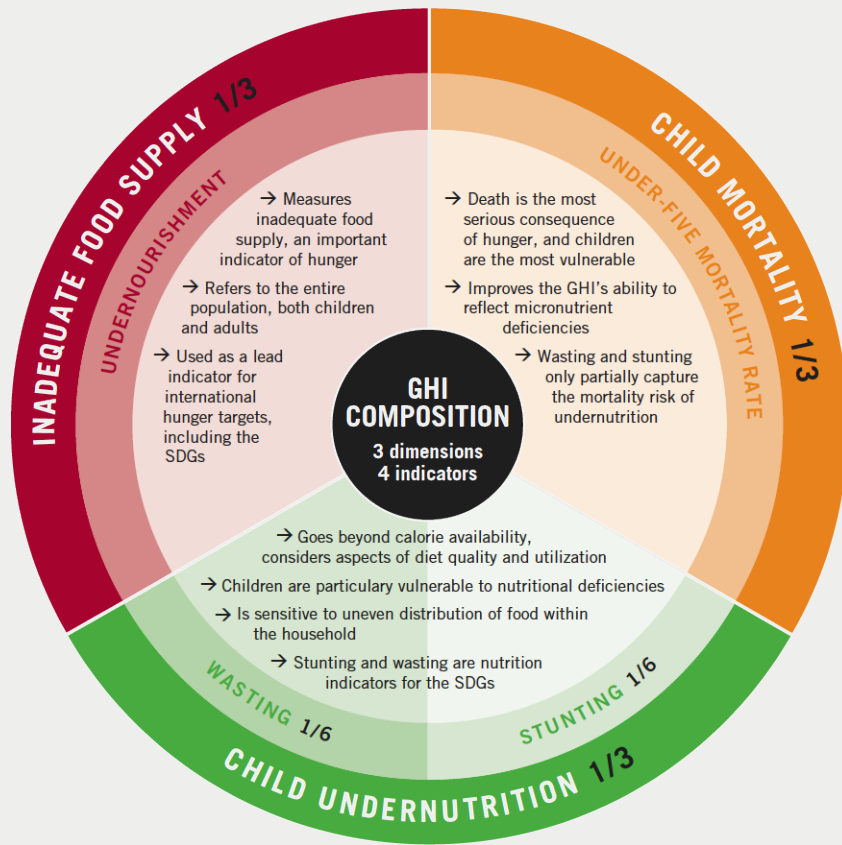 INADEQUATE FOOD SUPPLY 1/3
UNDERNOURISHMENT
→ Measures
inadequate food
supply, an important
indicator of hunger
→ Refers to the entire
population, both children
and adults
→ Used as a lead
indicator for
international
hunger targets,
including the
SDGs
CHILD MORTALITY 1/3
UNDER-FIVE MORTALITY RATE
→ Death is the most
serious consequence
of hunger, and children
are the most vulnerable
→ Improves the GHI's ability to
reflect micronutrient
deficiencies
→ Wasting and stunting
only partially capture
the mortality risk of
undernutrition
GHI
COMPOSITION
3 dimensions
4 indicators
→ Goes beyond calorie availability,
considers aspects of diet quality and utilization
→ Children are particulary vulnerable to nutritional deficiencies
→ Is sensitive to uneven distribution of food within
the household
→ Stunting and wasting are nutrition
indicators for the SDGs
WASTING 1/6
STUNTING 1/6
CHILD UNDERNUTRITION 1/3